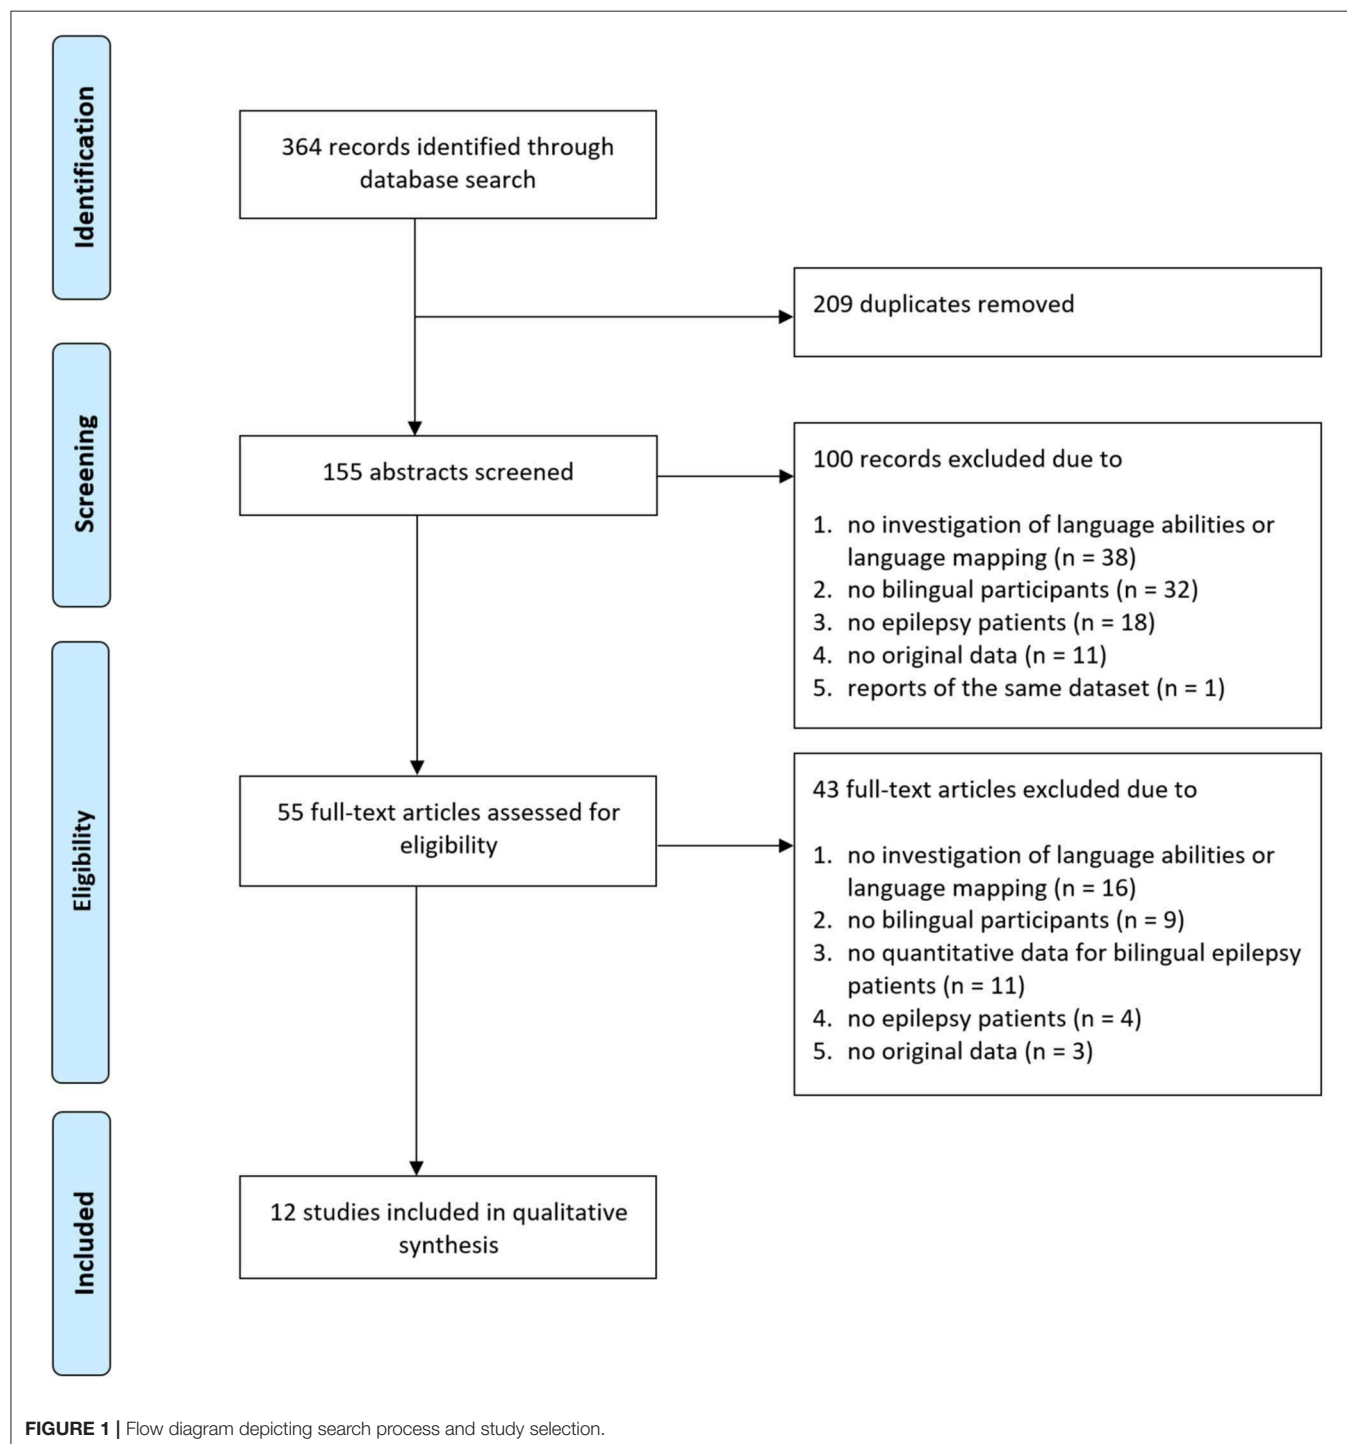 Identification
364 records identified through
database search
209 duplicates removed
Screening
155 abstracts screened
100 records excluded due to
1. no investigation of language abilities or
language mapping (n = 38)
2. no bilingual participants (n = 32)
3. no epilepsy patients (n = 18)
4. no original data (n = 11)
5. reports of the same dataset (n = 1)
Eligibility
55 full-text articles assessed for
eligibility
43 full-text articles excluded due to
1. no investigation of language abilities or
language mapping (n = 16)
2. no bilingual participants (n = 9)
3. no quantitative data for bilingual epilepsy
patients (n = 11)
4. no epilepsy patients (n = 4)
5. no original data (n = 3)
Included
12 studies included in qualitative
synthesis
FIGURE 1 | Flow diagram depicting search process and study selection.